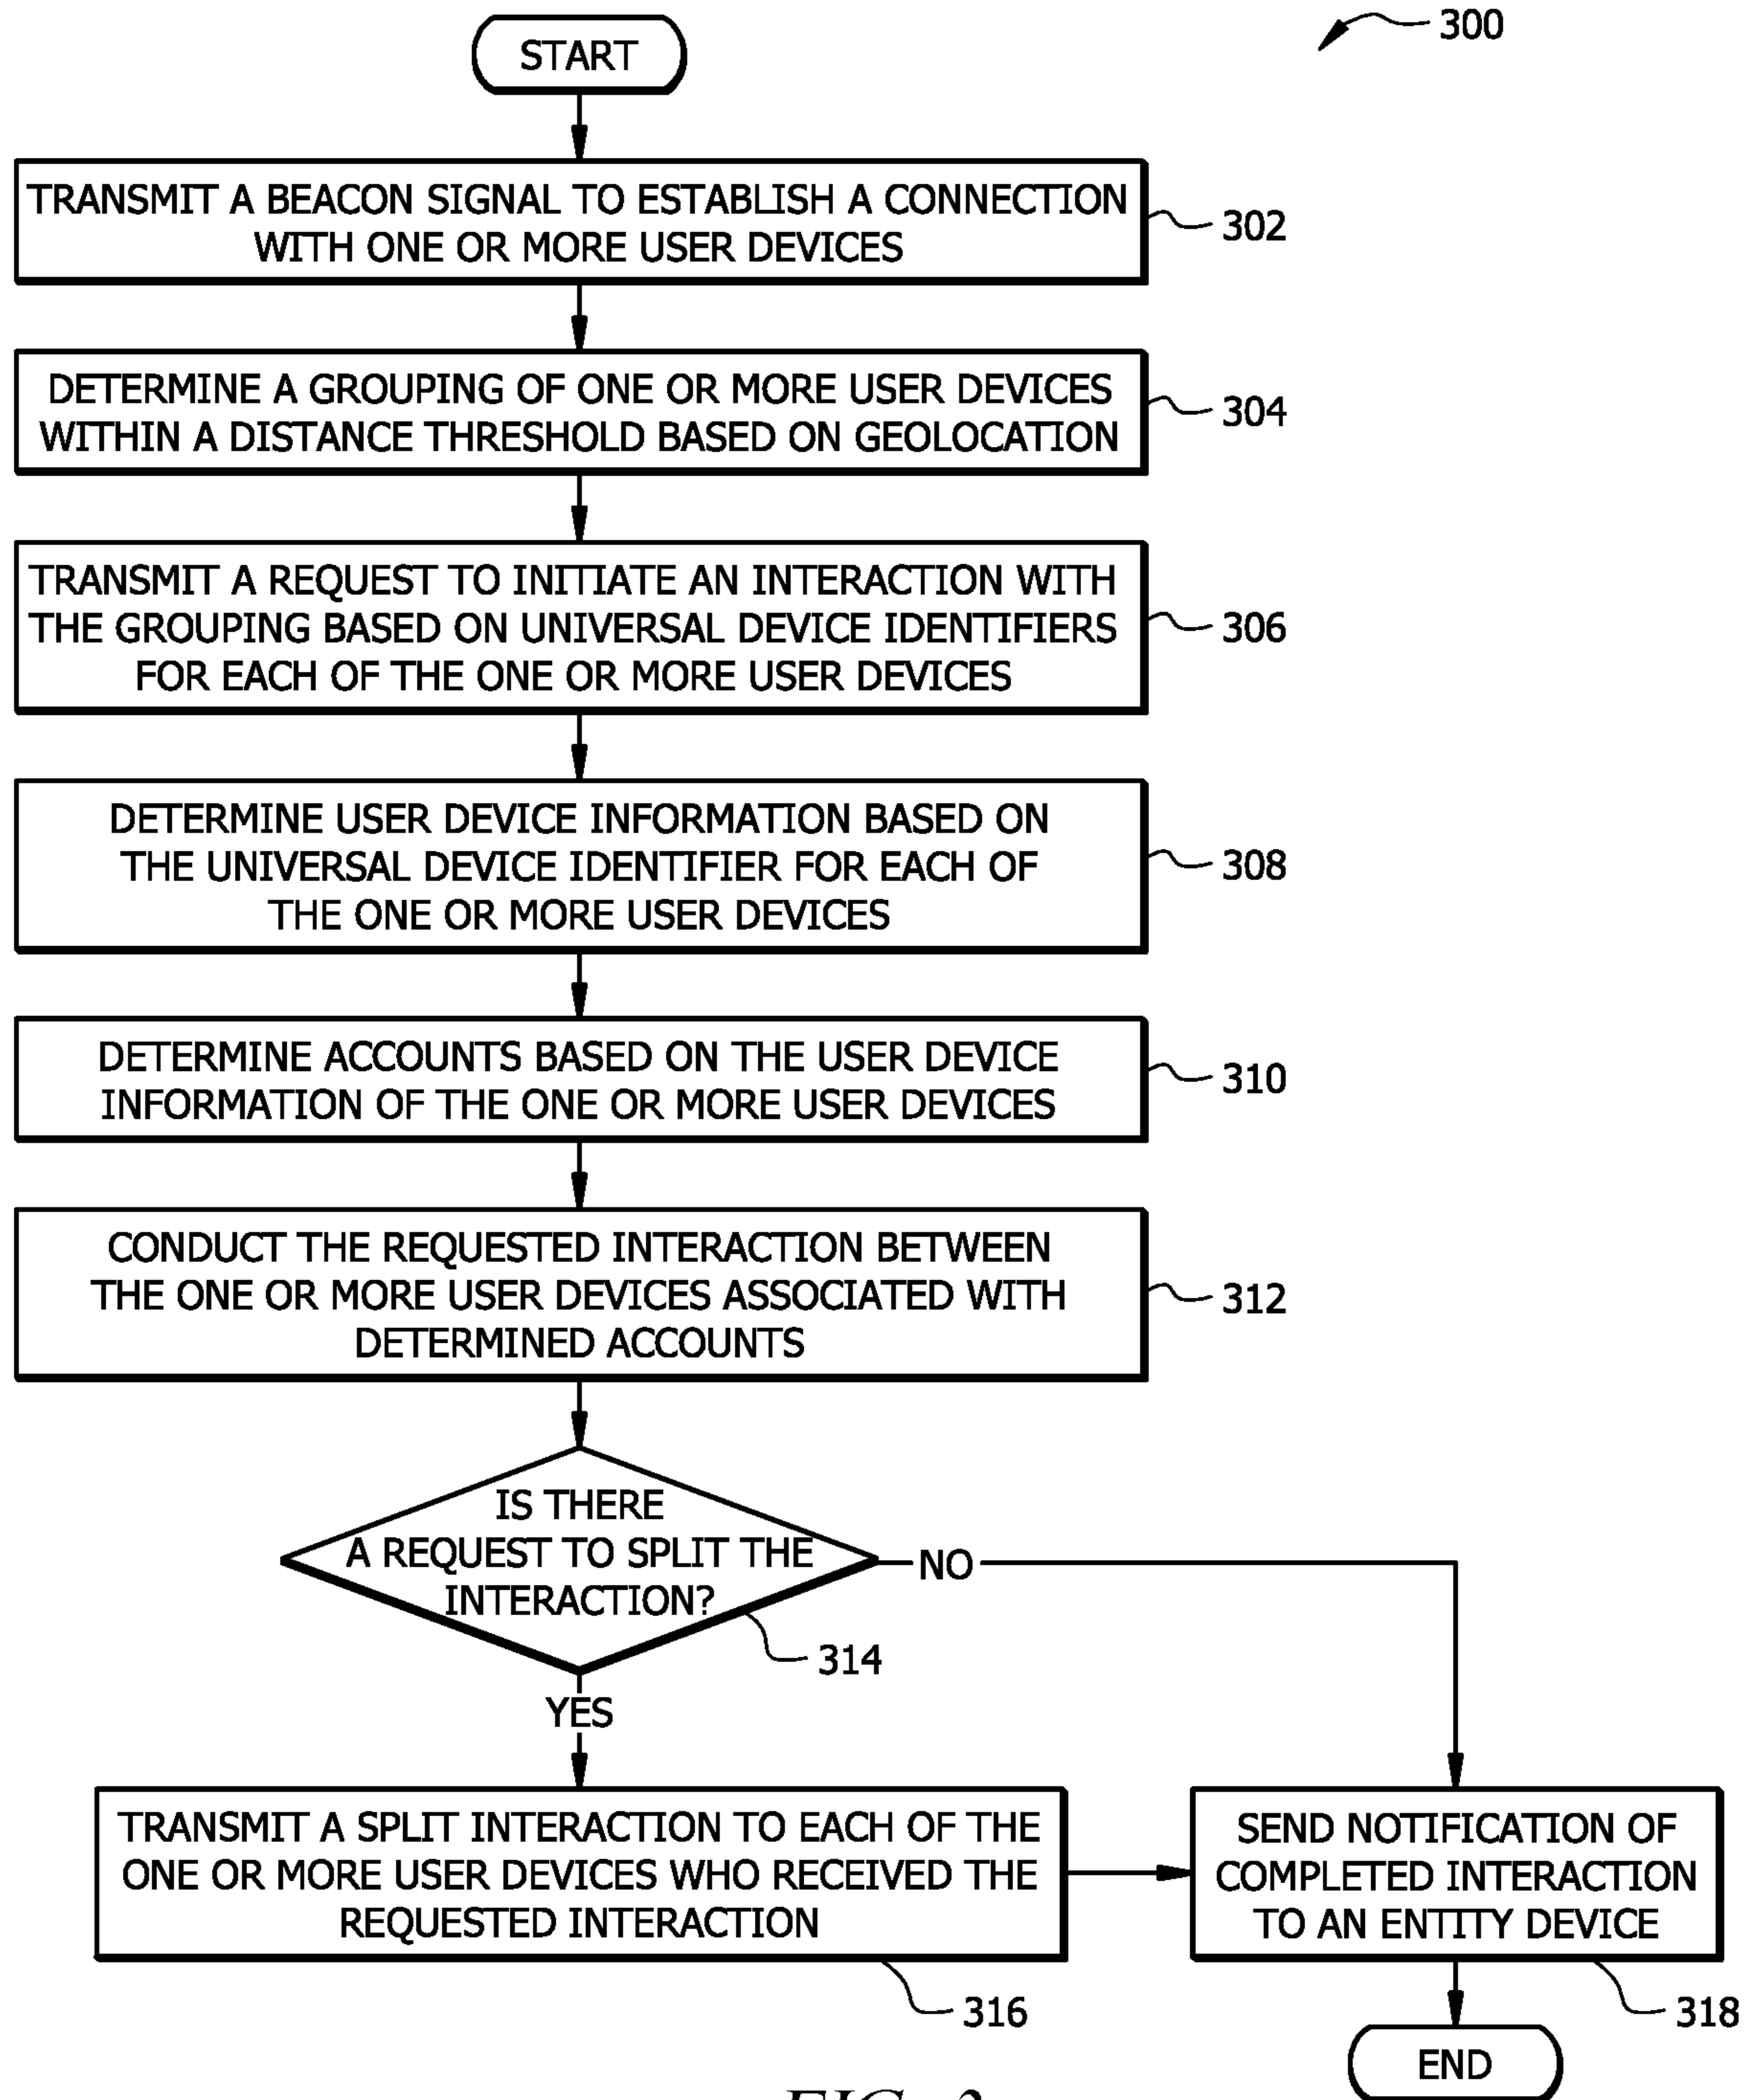 300
START
TRANSMIT A BEACON SIGNAL TO ESTABLISH A CONNECTION
WITH ONE OR MORE USER DEVICES
302
DETERMINE A GROUPING OF ONE OR MORE USER DEVICES
WITHIN A DISTANCE THRESHOLD BASED ON GEOLOCATION
304
TRANSMIT A REQUEST TO INITIATE AN INTERACTION WITH
THE GROUPING BASED ON UNIVERSAL DEVICE IDENTIFIERS
FOR EACH OF THE ONE OR MORE USER DEVICES
306
DETERMINE USER DEVICE INFORMATION BASED ON
THE UNIVERSAL DEVICE IDENTIFIER FOR EACH OF
THE ONE OR MORE USER DEVICES
308
DETERMINE ACCOUNTS BASED ON THE USER DEVICE
INFORMATION OF THE ONE OR MORE USER DEVICES
310
CONDUCT THE REQUESTED INTERACTION BETWEEN
THE ONE OR MORE USER DEVICES ASSOCIATED WITH
DETERMINED ACCOUNTS
312
IS THERE
A REQUEST TO SPLIT THE
INTERACTION?
314
NO
YES
TRANSMIT A SPLIT INTERACTION TO EACH OF THE
ONE OR MORE USER DEVICES WHO RECEIVED THE
REQUESTED INTERACTION
316
SEND NOTIFICATION OF
COMPLETED INTERACTION
TO AN ENTITY DEVICE
318
END